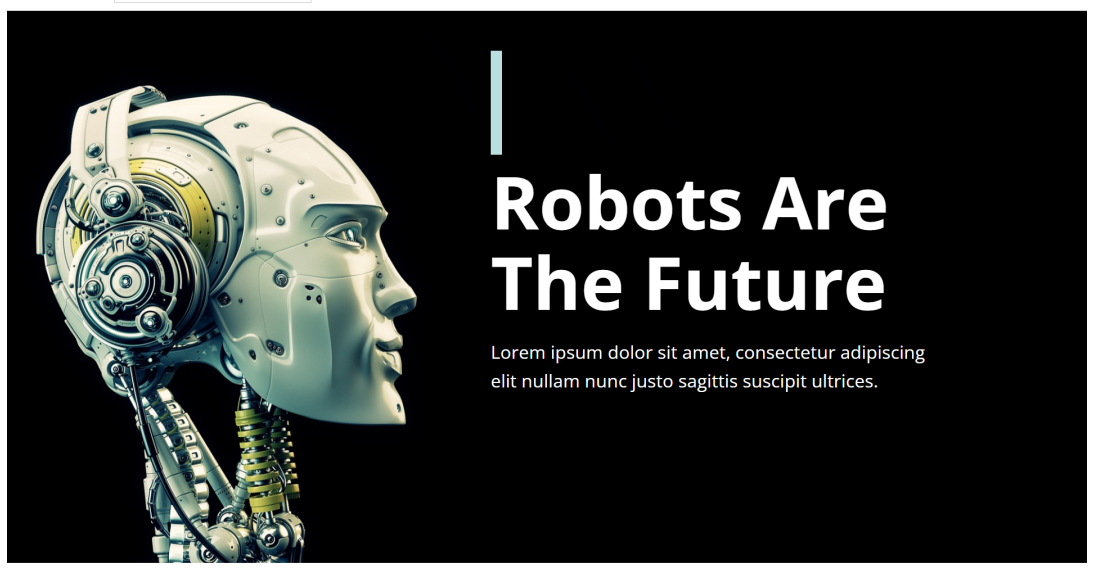 Robots Are
The Future
Lorem ipsum dolor sit amet, consectetur adipiscing
elit nullam nunc justo sagittis suscipit ultrices.